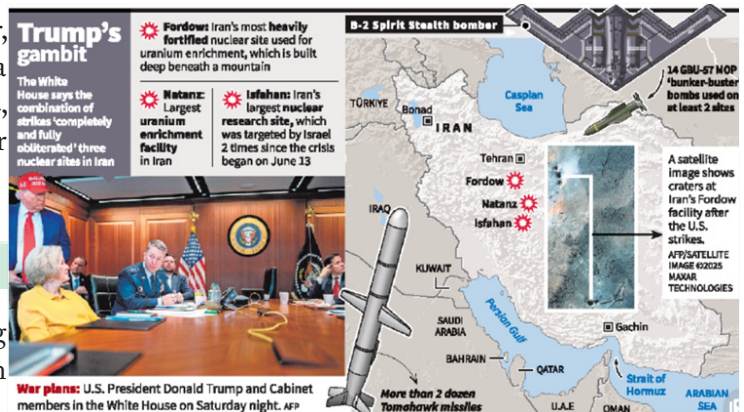 Trump's
gambit
The White
House says the
combination of
strikes 'completely
and fully
obliterated' three
nuclear sites in Iran
Fordow: Iran's most heavily
fortified nuclear site used for
uranium enrichment, which is built
deep beneath a mountain
Natanz:
Largest
uranium
enrichment
facility
in Iran
Isfahan: Iran's
largest nuclear
research site, which
was targeted by Israel
2 times since the crisis
began on June 13
War plans: U.S. President Donald Trump and Cabinet
members in the White House on Saturday night. AFP
B-2 Spirit Stealth bomber
14 GBU-57 MOP
'bunker-buster'
bombs used on
at least 2 sites
Caspian
Sea
TÜRKIYE
Bonad
IRAN
Tehran
Fordow
Natanz
Isfahan
A satellite
image shows
craters at
Iran's Fordow
facility after
the U.S.
strikes.
AFP/SATELLITE
IMAGE ©2025
MAXAR
TECHNOLOGIES
IRAQ
KUWAIT
Persian Gulf
SAUDI
ARABIA
BAHRAIN
QATAR
Gachin
Strait of
Hormuz
ARABIAN
SEA
U.A.E
OMAN
More than 2 dozen
Tomahawk missiles